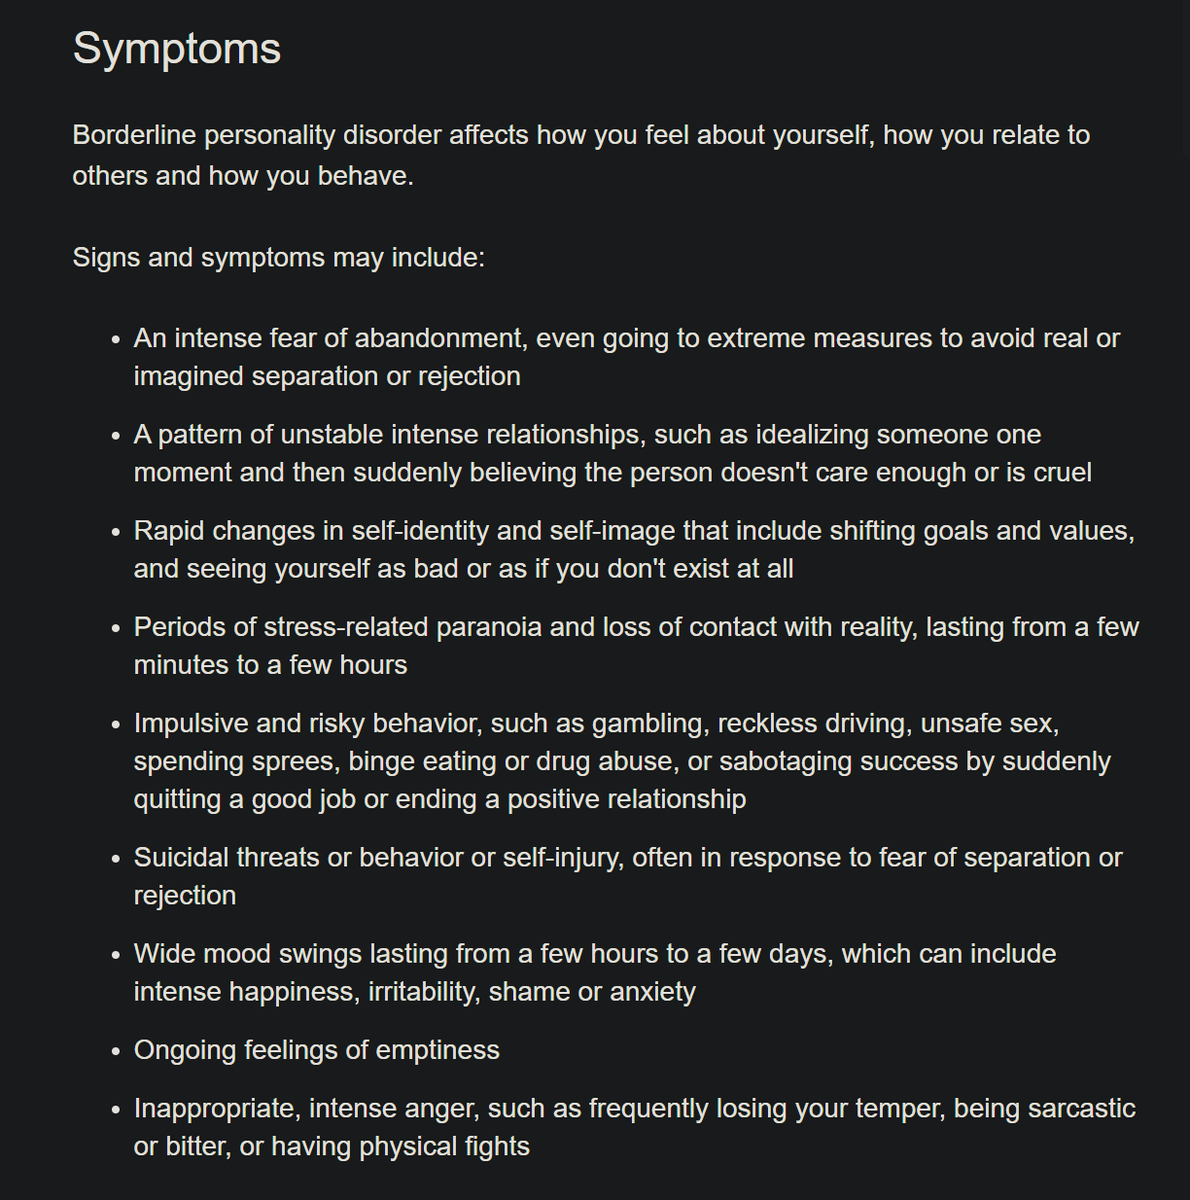 Symptoms
Borderline personality disorder affects how you feel about yourself, how you relate to
others and how you behave.
Signs and symptoms may include:
• An intense fear of abandonment, even going to extreme measures to avoid real or
imagined separation or rejection
• A pattern of unstable intense relationships, such as idealizing someone one
moment and then suddenly believing the person doesn't care enough or is cruel
• Rapid changes in self-identity and self-image that include shifting goals and values,
and seeing yourself as bad or as if you don't exist at all
• Periods of stress-related paranoia and loss of contact with reality, lasting from a few
minutes to a few hours
• Impulsive and risky behavior, such as gambling, reckless driving, unsafe sex,
spending sprees, binge eating or drug abuse, or sabotaging success by suddenly
quitting a good job or ending a positive relationship
• Suicidal threats or behavior or self-injury, often in response to fear of separation or
rejection
• Wide mood swings lasting from a few hours to a few days, which can include
intense happiness, irritability, shame or anxiety
• Ongoing feelings of emptiness
• Inappropriate, intense anger, such as frequently losing your temper, being sarcastic
or bitter, or having physical fights